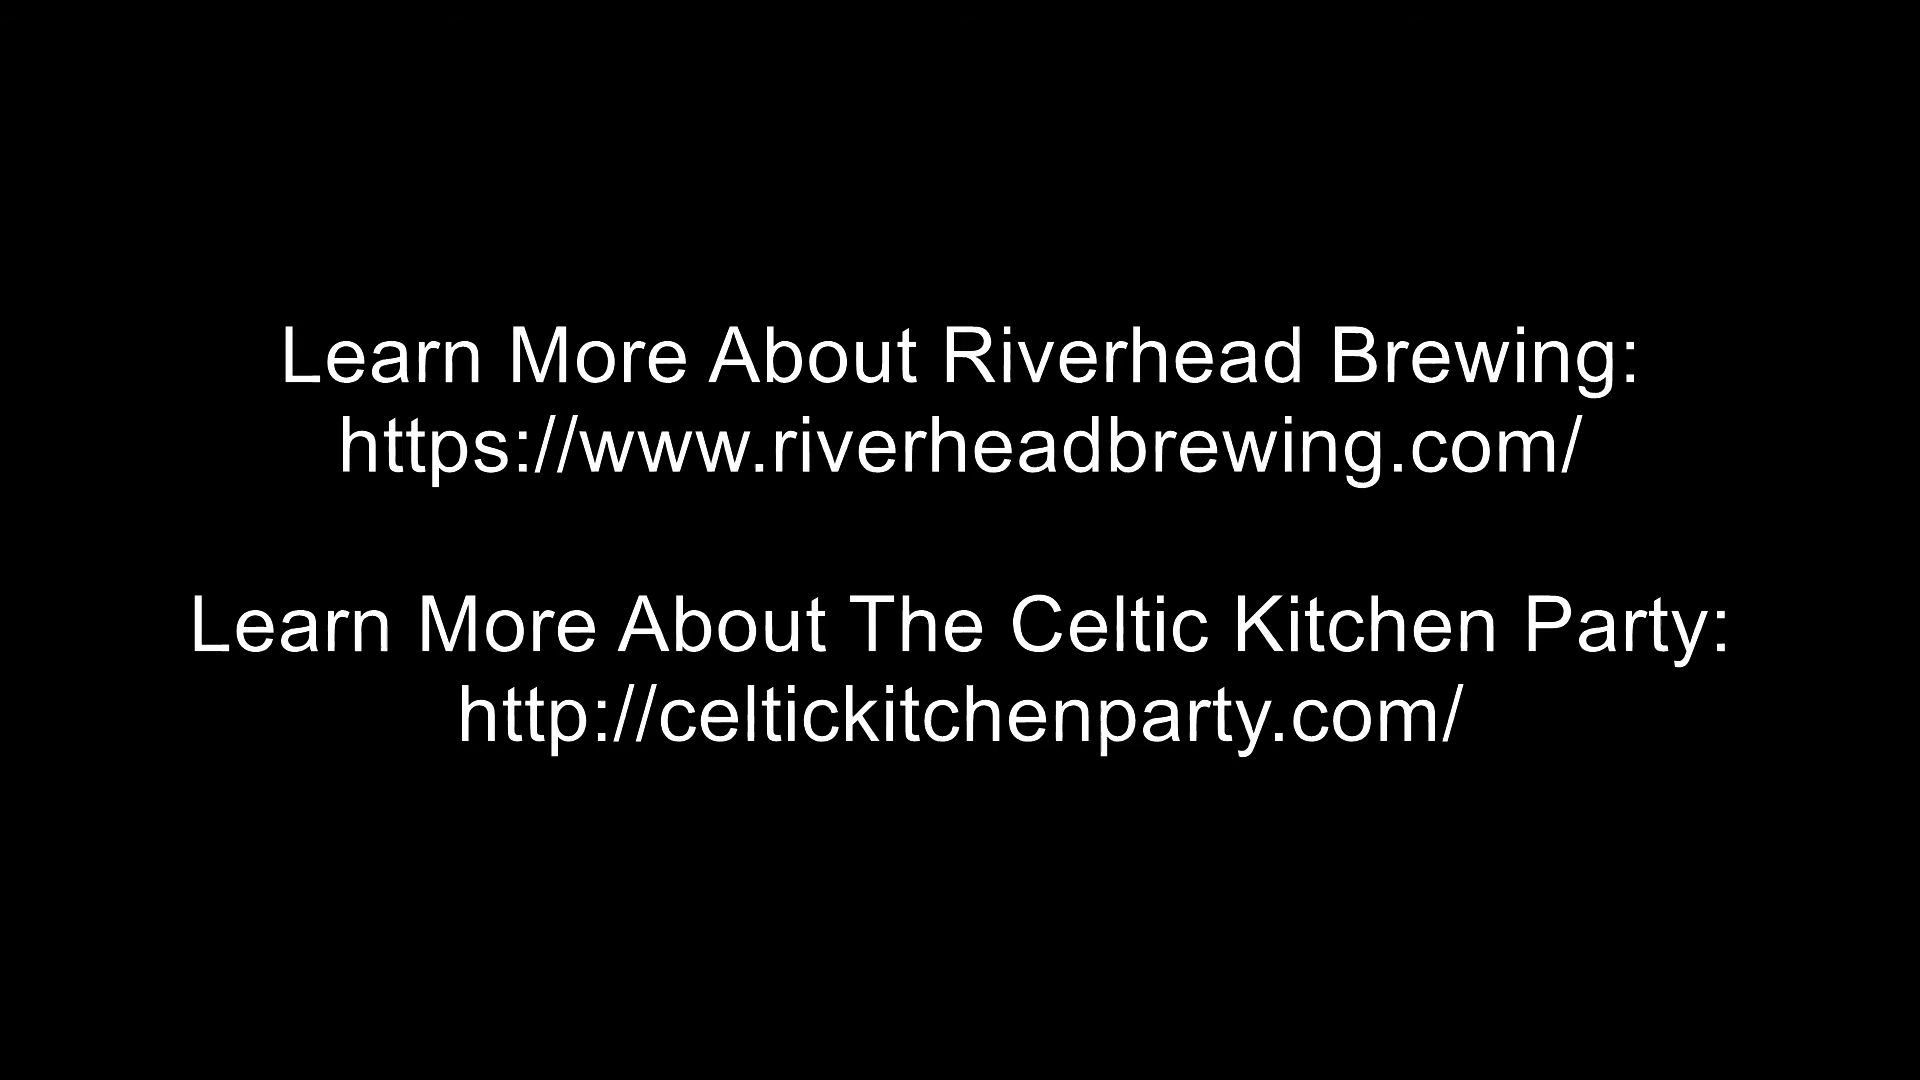 Learn More About Riverhead Brewing:
https://www.riverheadbrewing.com/
Learn More About The Celtic Kitchen Party:
http://celtickitchenparty.com/